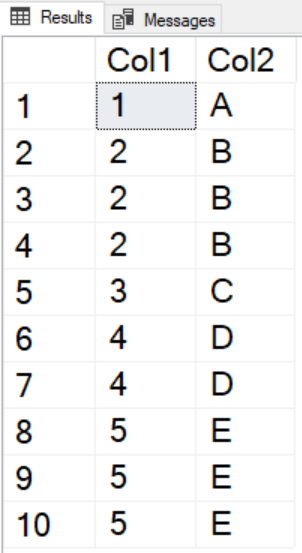 Results Messages
Col1 Col2
1 1 A
2 2 B
3 2 B
4 2 B
5 3 C
6 4 D
7 4 D
8 5 E
9 5 E
10 5 E